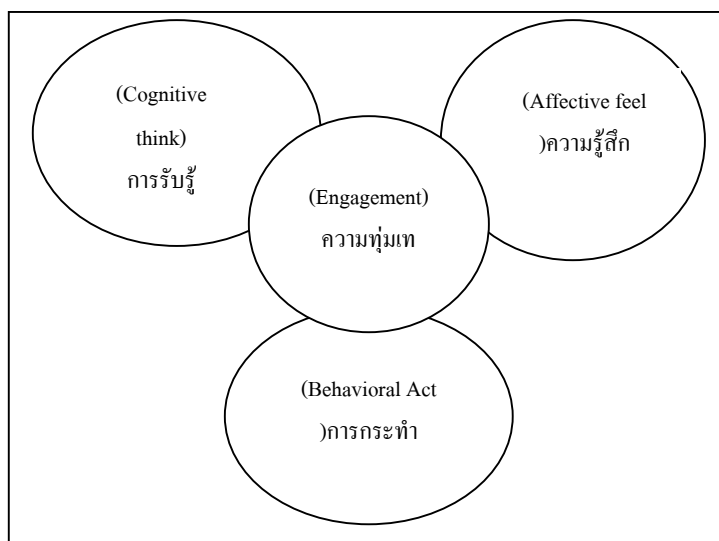 (Cognitive
think)
การรับรู้
(Affective feel
)ความรู้สึก
(Engagement)
ความทุ่มเท
(Behavioral Act
)การกระทำ